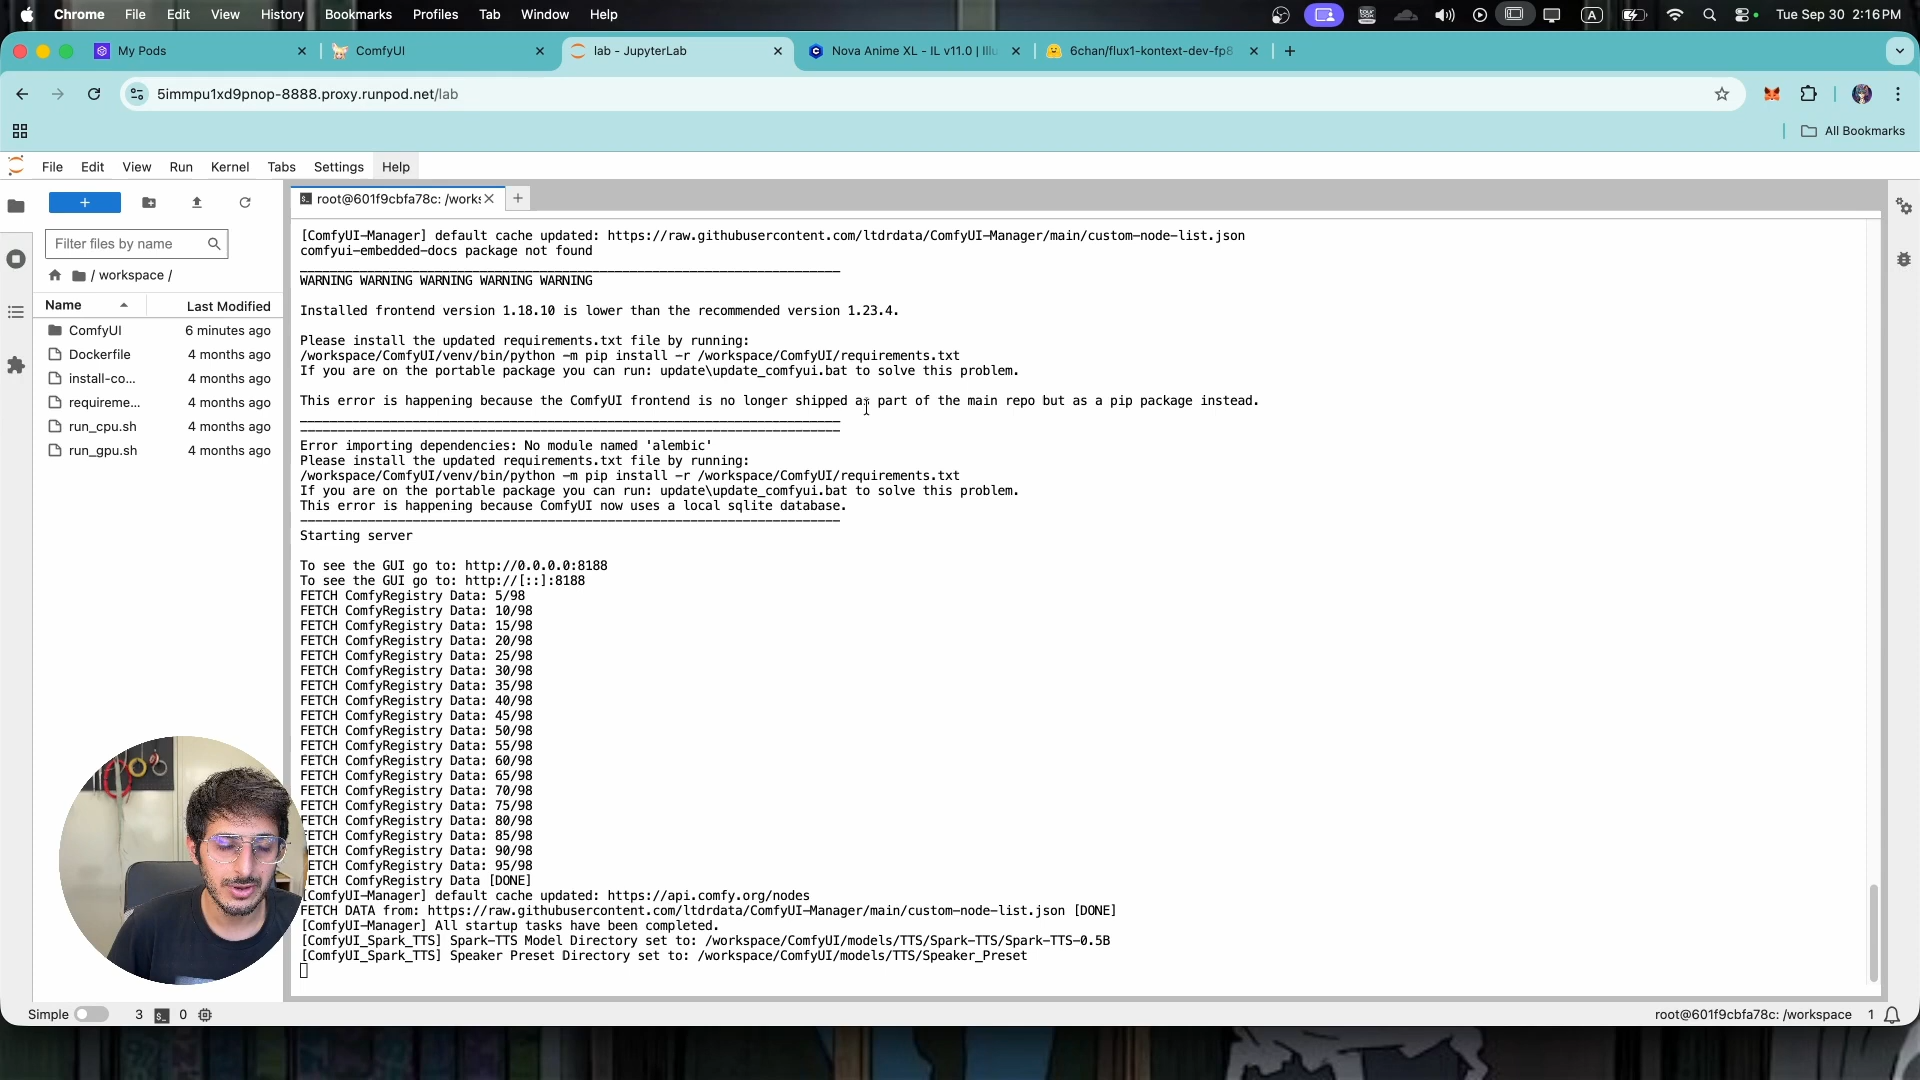 Chrome File Edit View History Bookmarks Profiles Tab Window Help
A Tue Sep 30 2:16 PM
My Pods
ComfyUI
lab - JupyterLab
Nova Anime XL - IL v11.0 | Illu
6chan/flux1-kontext-dev-fp8
5immpu1xd9pnop-8888.proxy.runpod.net/lab
All Bookmarks
File Edit View Run Kernel Tabs Settings Help
root@601f9cbfa78c: /works
Filter files by name
/ workspace /
Name Last Modified
ComfyUI 6 minutes ago
Dockerfile 4 months ago
install-co... 4 months ago
requireme... 4 months ago
run_cpu.sh 4 months ago
run_gpu.sh 4 months ago
[ComfyUI-Manager] default cache updated: https://raw.githubusercontent.com/ltdrdata/ComfyUI-Manager/main/custom-node-list.json
comfyui-embedded-docs package not found
WARNING WARNING WARNING WARNING WARNING
Installed frontend version 1.18.10 is lower than the recommended version 1.23.4.
Please install the updated requirements.txt file by running:
/workspace/ComfyUI/venv/bin/python -m pip install -r /workspace/ComfyUI/requirements.txt
If you are on the portable package you can run: update\update_comfyui.bat to solve this problem.
This error is happening because the ComfyUI frontend is no longer shipped as part of the main repo but as a pip package instead.
Error importing dependencies: No module named 'alembic'
Please install the updated requirements.txt file by running:
/workspace/ComfyUI/venv/bin/python -m pip install -r /workspace/ComfyUI/requirements.txt
If you are on the portable package you can run: update\update_comfyui.bat to solve this problem.
This error is happening because ComfyUI now uses a local sqlite database.
Starting server
To see the GUI go to: http://0.0.0.0:8188
To see the GUI go to: http://[::]:8188
FETCH ComfyRegistry Data: 5/98
FETCH ComfyRegistry Data: 10/98
FETCH ComfyRegistry Data: 15/98
FETCH ComfyRegistry Data: 20/98
FETCH ComfyRegistry Data: 25/98
FETCH ComfyRegistry Data: 30/98
FETCH ComfyRegistry Data: 35/98
FETCH ComfyRegistry Data: 40/98
FETCH ComfyRegistry Data: 45/98
FETCH ComfyRegistry Data: 50/98
FETCH ComfyRegistry Data: 55/98
FETCH ComfyRegistry Data: 60/98
FETCH ComfyRegistry Data: 65/98
FETCH ComfyRegistry Data: 70/98
FETCH ComfyRegistry Data: 75/98
FETCH ComfyRegistry Data: 80/98
FETCH ComfyRegistry Data: 85/98
FETCH ComfyRegistry Data: 90/98
FETCH ComfyRegistry Data: 95/98
FETCH ComfyRegistry Data [DONE]
[ComfyUI-Manager] default cache updated: https://api.comfy.org/nodes
FETCH DATA from: https://raw.githubusercontent.com/ltdrdata/ComfyUI-Manager/main/custom-node-list.json [DONE]
[ComfyUI-Manager] All startup tasks have been completed.
[ComfyUI_Spark_TTS] Spark-TTS Model Directory set to: /workspace/ComfyUI/models/TTS/Spark-TTS/Spark-TTS-0.5B
[ComfyUI_Spark_TTS] Speaker Preset Directory set to: /workspace/ComfyUI/models/TTS/Speaker_Preset
Simple 3 0 root@601f9cbfa78c: /workspace 1